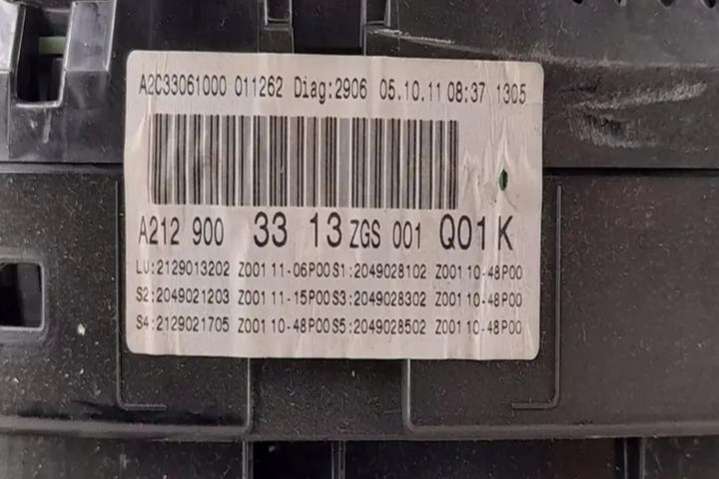 A2C33061000 011262 Diag:2906 05.10.11 08:37 1305
A212 900 33 13 ZGS 001 Q01 K
LU:2129013202 Z001 11-06P00 S1:2049028102 Z001 10-48P00
S2:2049021203 Z001 11-15P00 S3:2049028302 Z001 10-48P00
S4:2129021705 Z001 10-48P00 S5:2049028502 Z001 10-48P00